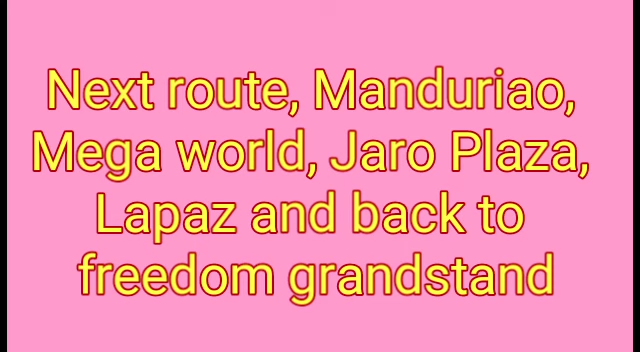 Next route, Manduriao,
Mega world, Jaro Plaza,
Lapaz and back to
freedom grandstand